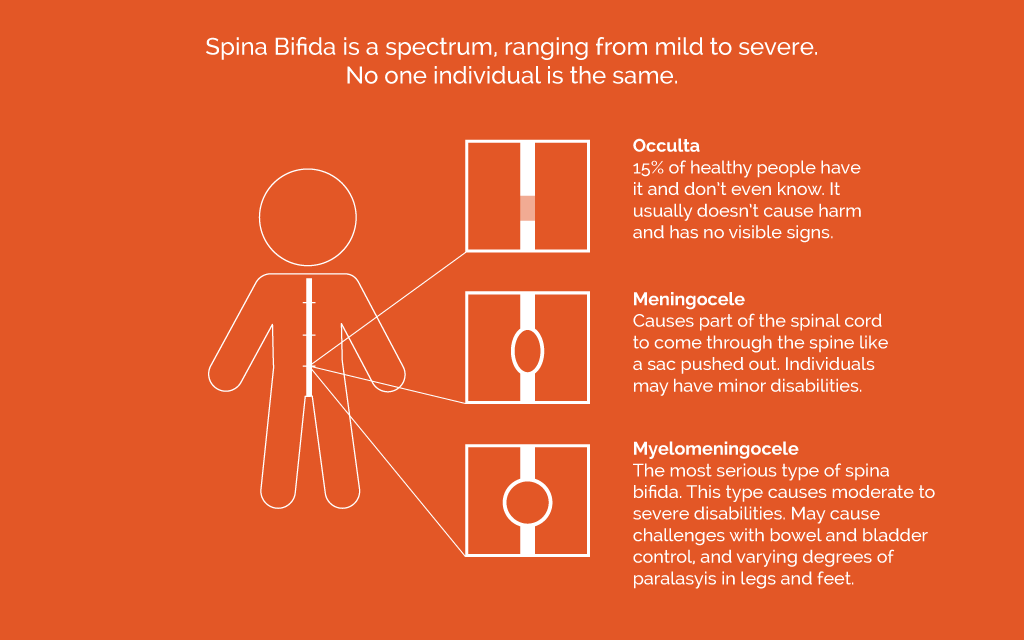 Spina Bifida is a spectrum, ranging from mild to severe.
No one individual is the same.
Occulta
15% of healthy people have
it and don't even know. It
usually doesn't cause harm
and has no visible signs.
Meningocele
Causes part of the spinal cord
to come through the spine like
a sac pushed out. Individuals
may have minor disabilities.
Myelomeningocele
The most serious type of spina
bifida. This type causes moderate to
severe disabilities. May cause
challenges with bowel and bladder
control, and varying degrees of
paralasyis in legs and feet.